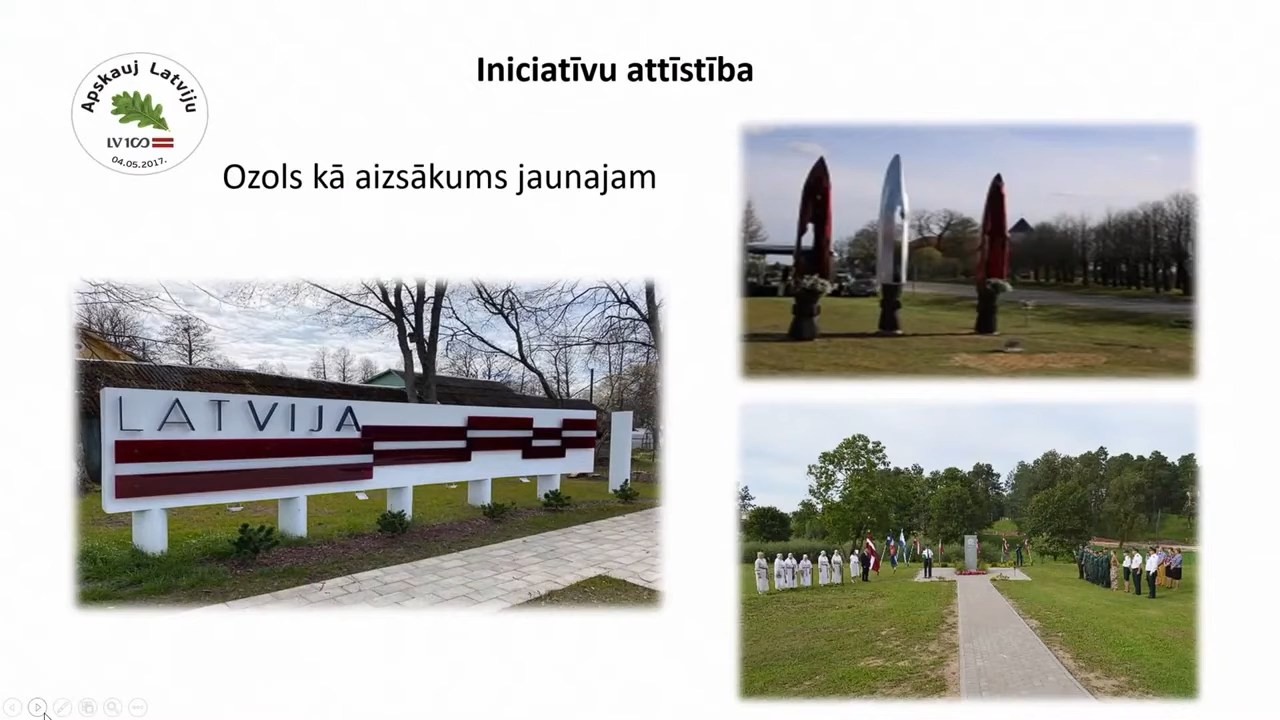 Iniciatīvu attīstība
Apskauj Latviju
LV100
04.05.2017.
Ozols kā aizsākums jaunajam
LATVIJA